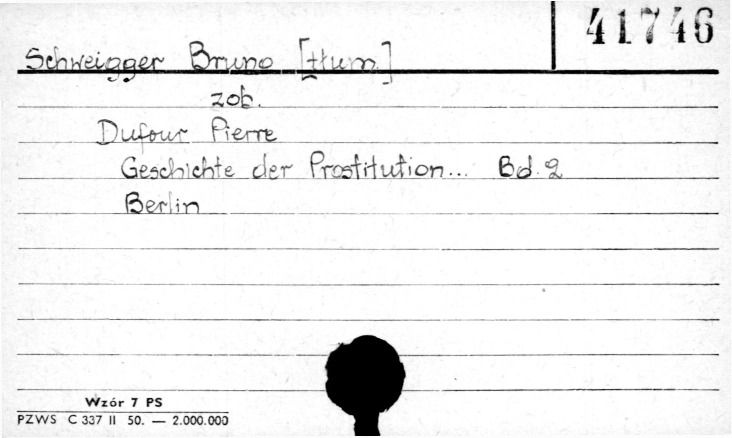 41746
Schweigger Bruno [tłum.]
zob.
Dufour Pierre
Geschichte der Prostitution... Bd. 2
Berlin
Wzór 7 PS
PZWS C 337 II 50. — 2.000.000